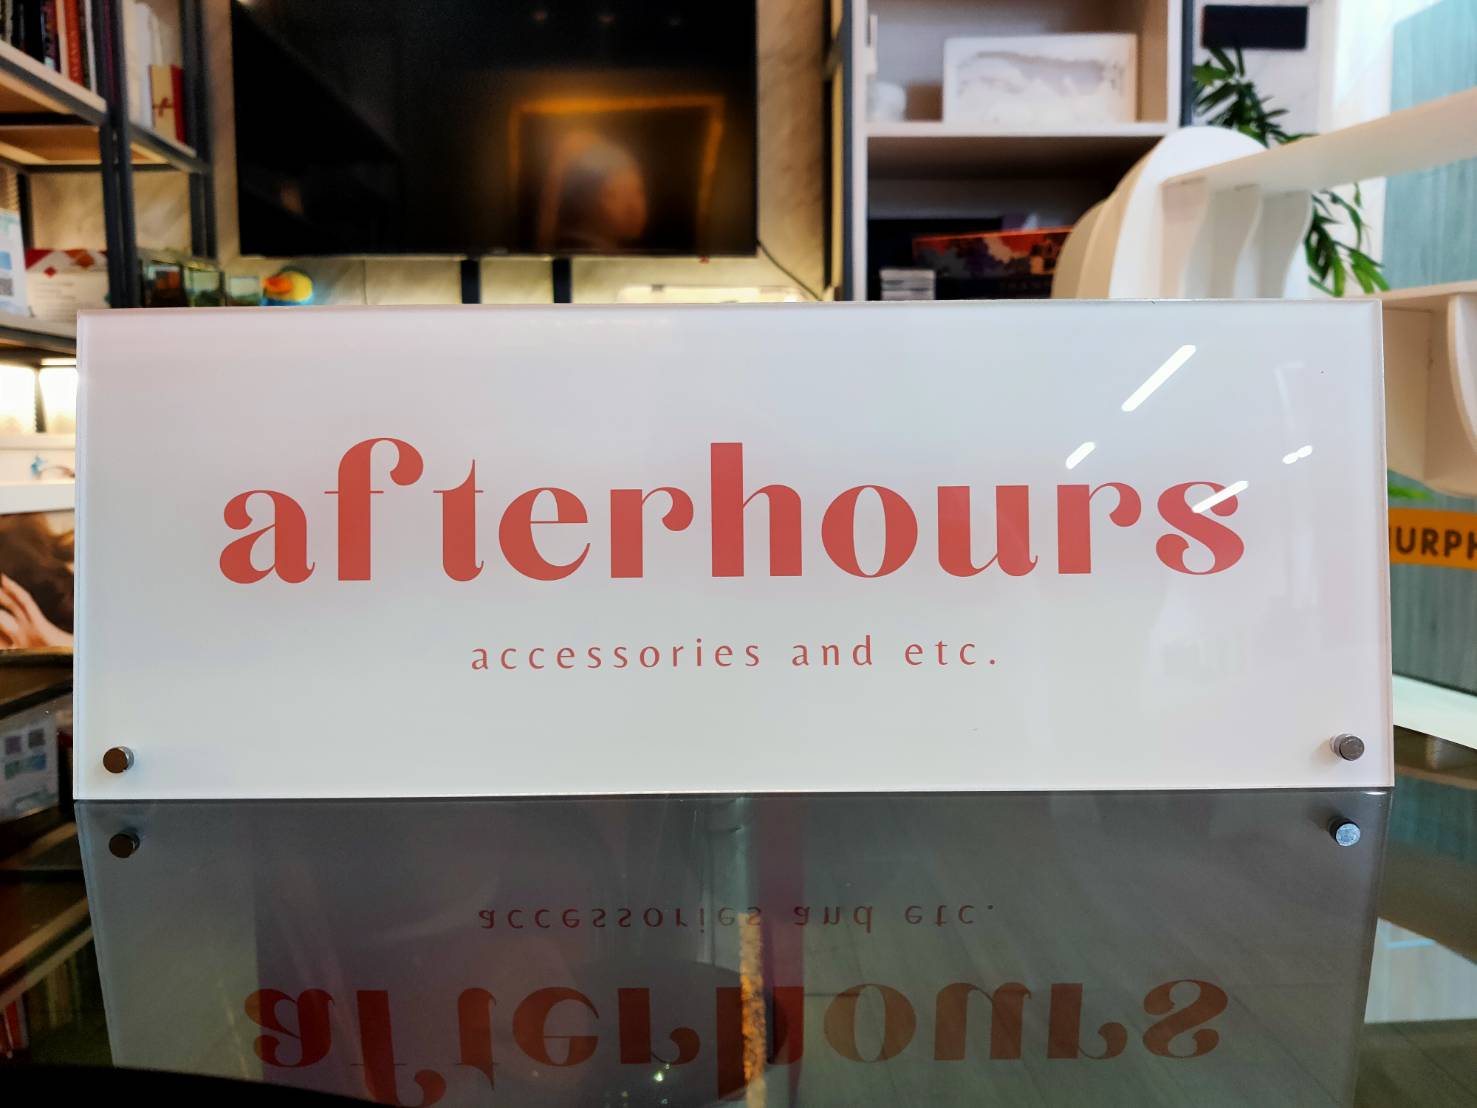 afterhours
accessories and etc.